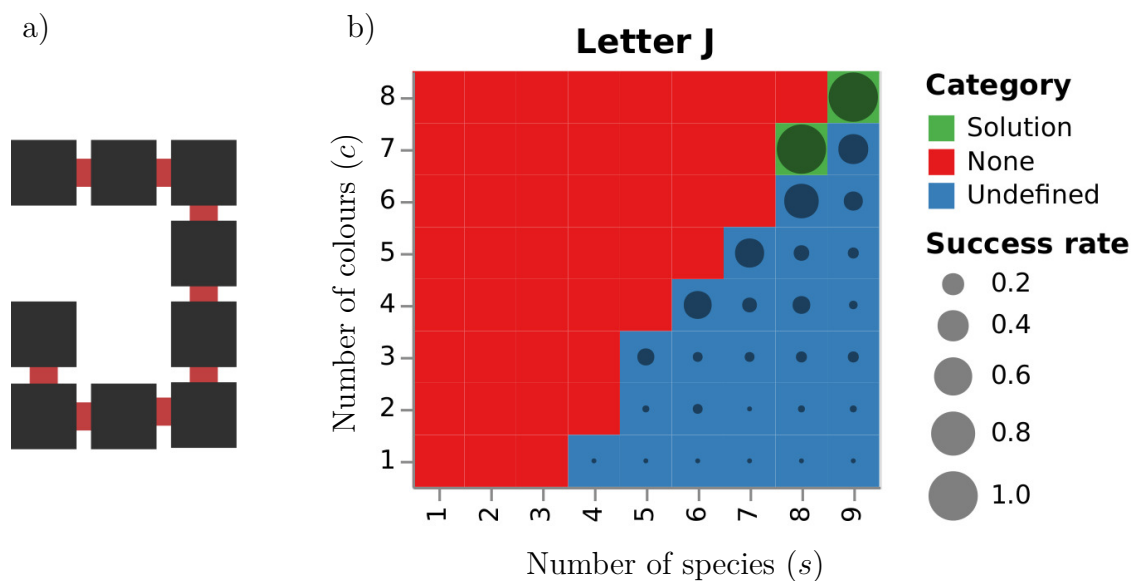 a)
b)
Letter J
Number of colours (c)
8
7
6
5
4
3
2
1
1 2 3 4 5 6 7 8 9
Number of species (s)
Category
Solution
None
Undefined
Success rate
0.2
0.4
0.6
0.8
1.0